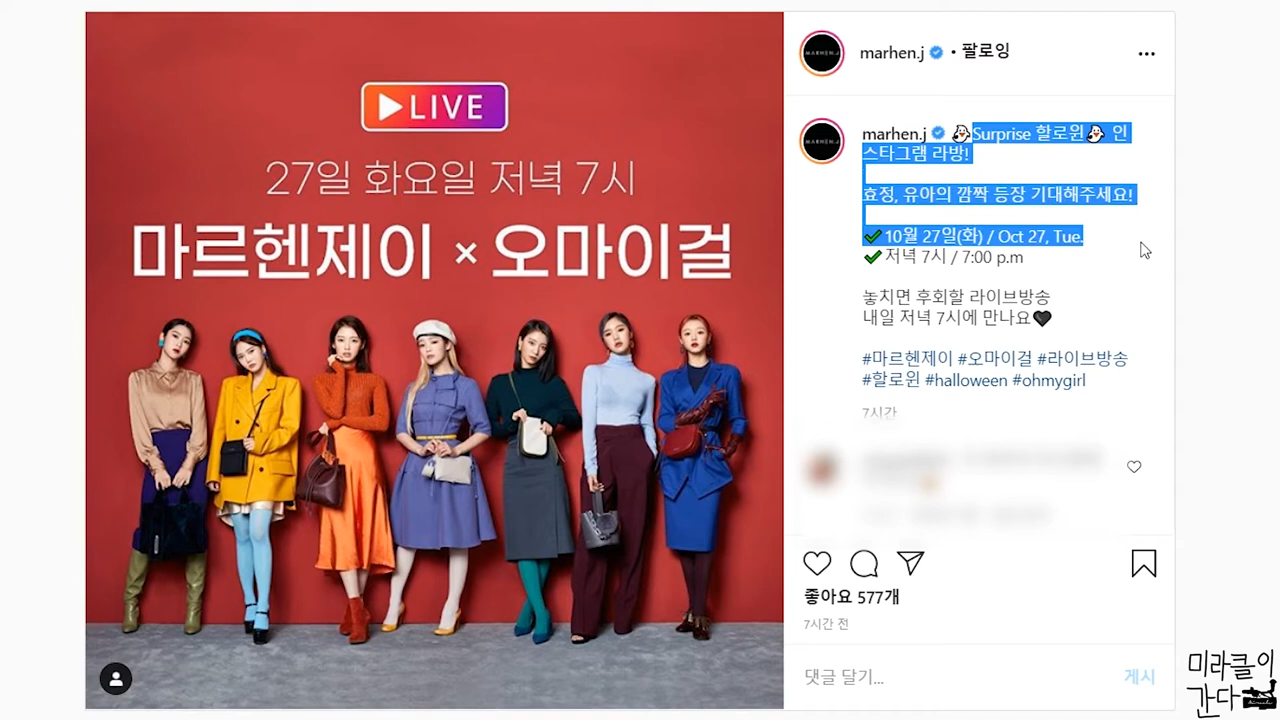 LIVE
27일 화요일 저녁 7시
마르헨제이 × 오마이걸
MARHEN.J
marhen.j • 팔로잉
MARHEN.J
marhen.j 👻Surprise 할로윈👻 인
스타그램 라방!
효정, 유아의 깜짝 등장 기대해주세요!
✔10월 27일(화) / Oct 27, Tue.
✔저녁 7시 / 7:00 p.m
놓치면 후회할 라이브방송
내일 저녁 7시에 만나요🖤
#마르헨제이 #오마이걸 #라이브방송
#할로윈 #halloween #ohmygirl
7시간
좋아요 577개
7시간 전
댓글 달기...
게시
미라클이
간다